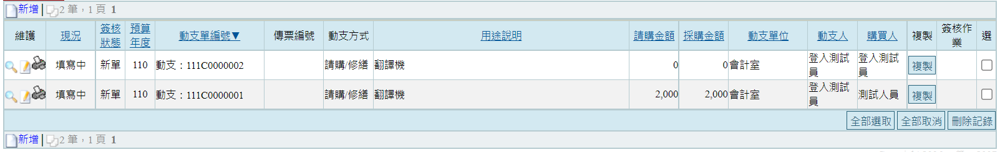 新增 2 筆，1 頁 1
維護 現況 簽核狀態 預算年度 動支單編號▼ 傳票編號 動支方式 用途說明 請購金額 採購金額 動支單位 動支人 購買人 複製 簽核作業 選
填寫中 新單 110 動支：111C0000002 請購/修繕 翻譯機 0 0 會計室 登入測試員 登入測試員 複製
填寫中 新單 110 動支：111C0000001 請購/修繕 翻譯機 2,000 2,000 會計室 登入測試員 測試人員 複製
全部選取 全部取消 刪除記錄
新增 2 筆，1 頁 1